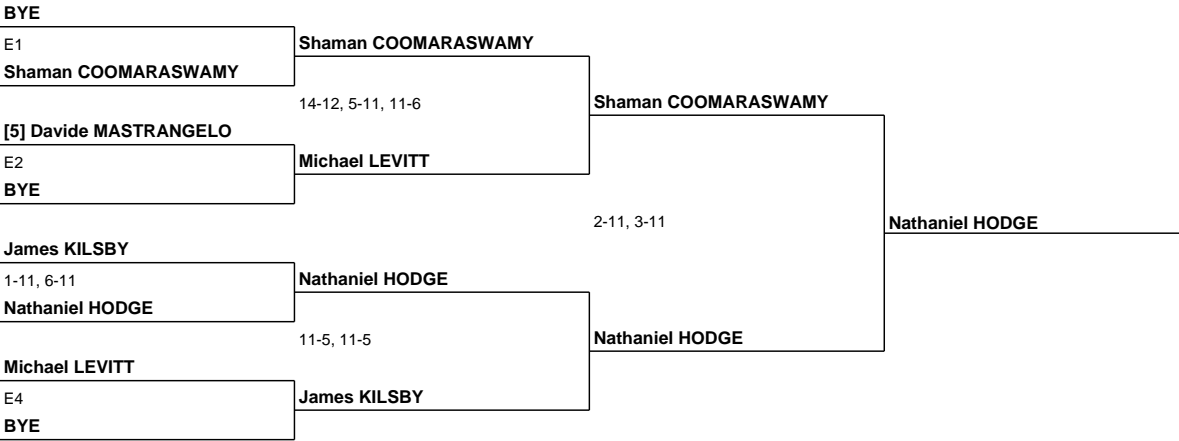 BYE
E1
Shaman COOMARASWAMY
Shaman COOMARASWAMY
14-12, 5-11, 11-6
Shaman COOMARASWAMY
[5] Davide MASTRANGELO
E2
Michael LEVITT
BYE
2-11, 3-11
Nathaniel HODGE
James KILSBY
1-11, 6-11
Nathaniel HODGE
Nathaniel HODGE
11-5, 11-5
Nathaniel HODGE
Michael LEVITT
E4
James KILSBY
BYE